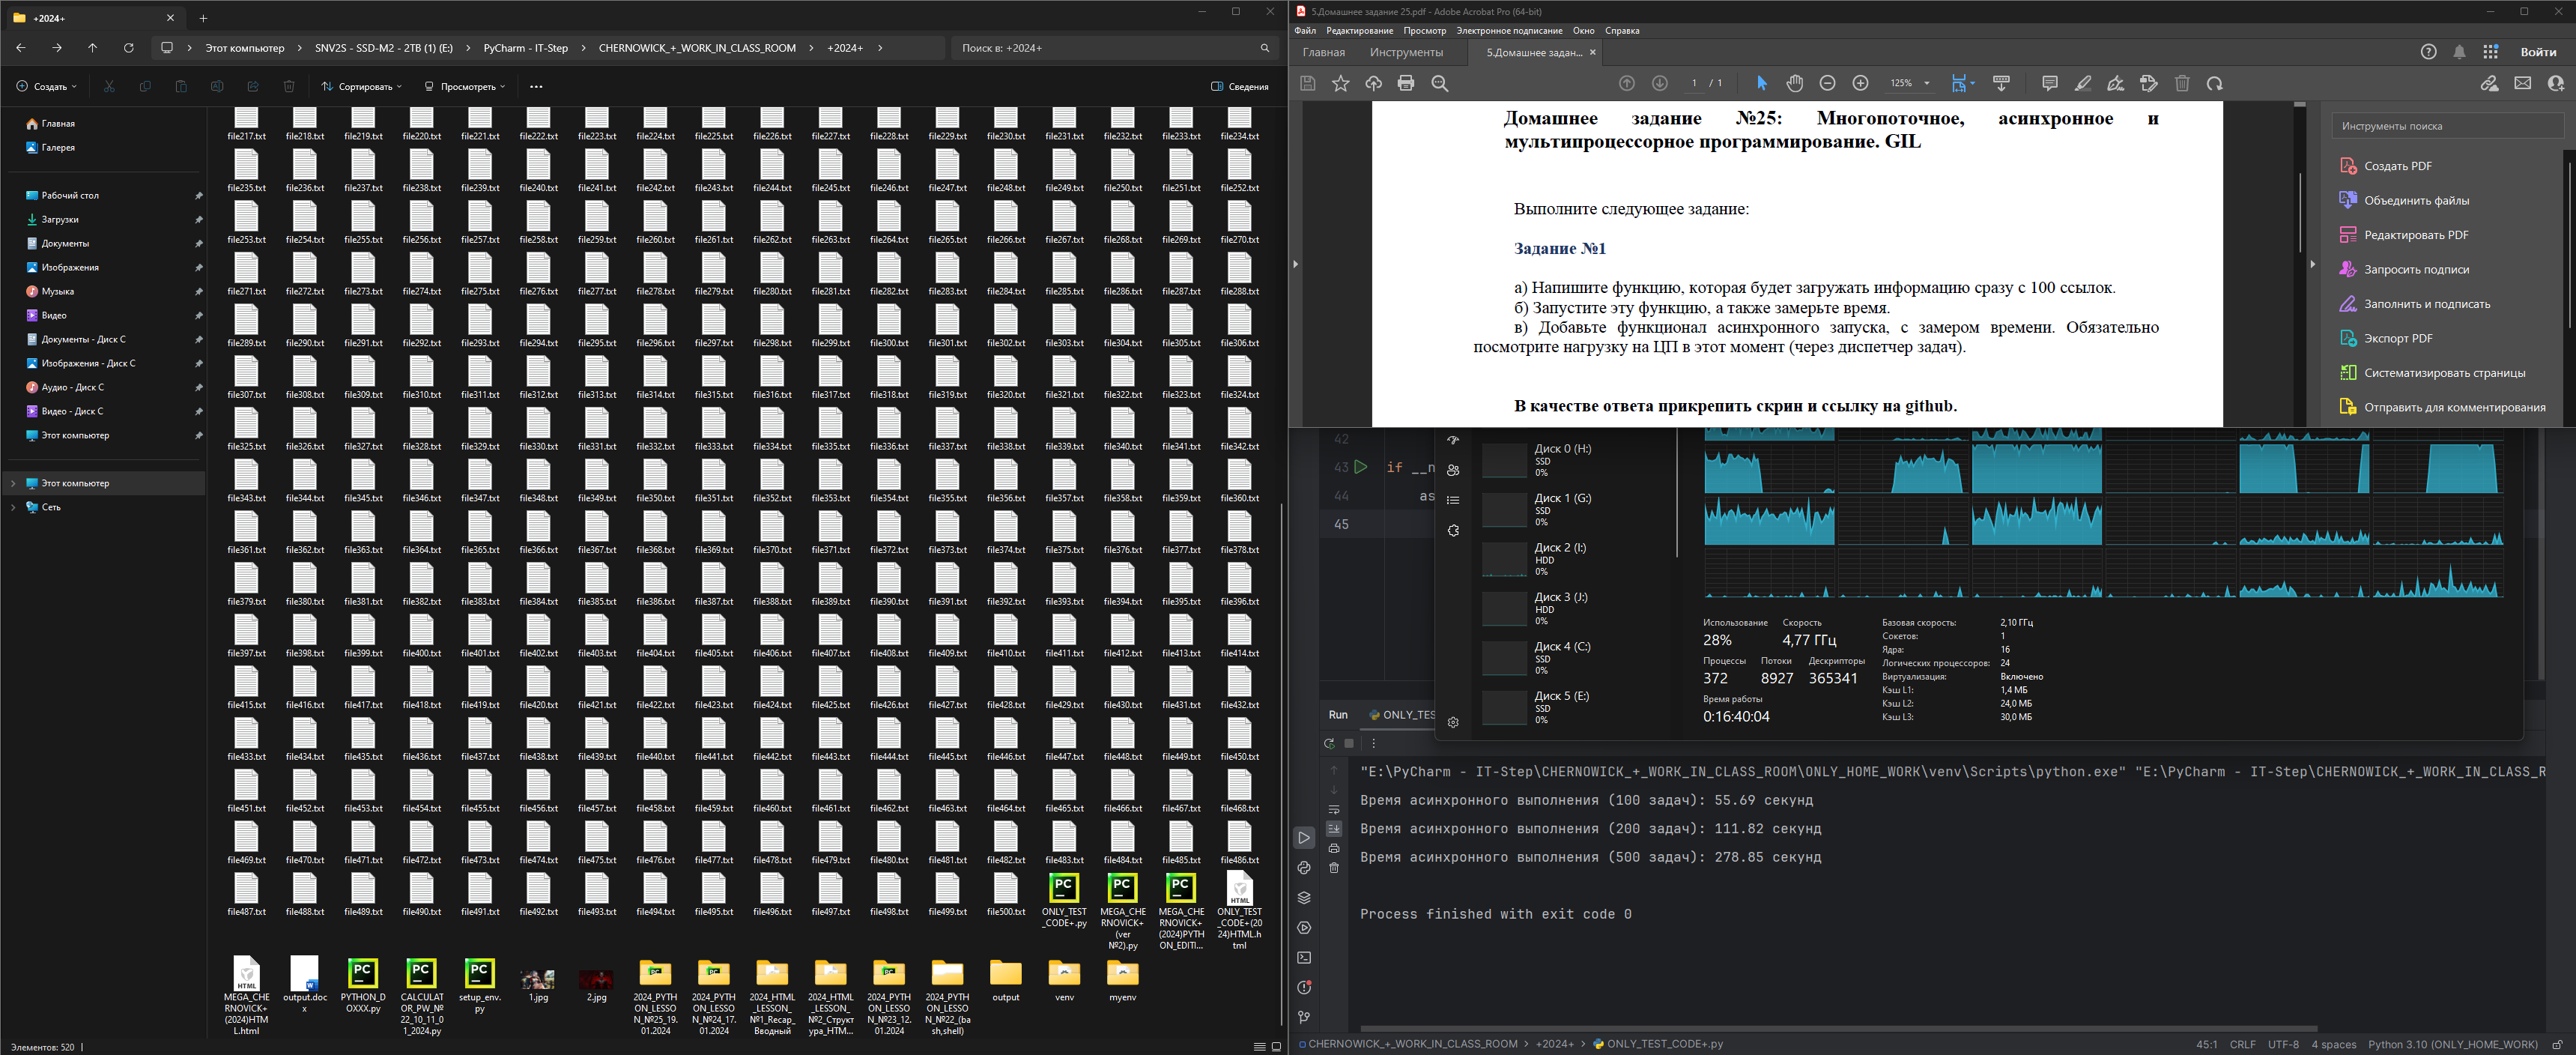 +2024+
Этот компьютер
SNV2S - SSD-M2 - 2TB (1) (E:)
PyCharm - IT-Step
CHERNOWICK_+_WORK_IN_CLASS_ROOM
+2024+
Поиск в: +2024+
Создать
Сортировать
Просмотреть
Сведения
Главная
Галерея
Рабочий стол
Загрузки
Документы
Изображения
Музыка
Видео
Документы - Диск C
Изображения - Диск C
Аудио - Диск C
Видео - Диск C
Этот компьютер
Этот компьютер
Сеть
file217.txt file218.txt file219.txt file220.txt file221.txt file222.txt file223.txt file224.txt file225.txt file226.txt file227.txt file228.txt file229.txt file230.txt file231.txt file232.txt file233.txt file234.txt
file235.txt file236.txt file237.txt file238.txt file239.txt file240.txt file241.txt file242.txt file243.txt file244.txt file245.txt file246.txt file247.txt file248.txt file249.txt file250.txt file251.txt file252.txt
file253.txt file254.txt file255.txt file256.txt file257.txt file258.txt file259.txt file260.txt file261.txt file262.txt file263.txt file264.txt file265.txt file266.txt file267.txt file268.txt file269.txt file270.txt
file271.txt file272.txt file273.txt file274.txt file275.txt file276.txt file277.txt file278.txt file279.txt file280.txt file281.txt file282.txt file283.txt file284.txt file285.txt file286.txt file287.txt file288.txt
file289.txt file290.txt file291.txt file292.txt file293.txt file294.txt file295.txt file296.txt file297.txt file298.txt file299.txt file300.txt file301.txt file302.txt file303.txt file304.txt file305.txt file306.txt
file307.txt file308.txt file309.txt file310.txt file311.txt file312.txt file313.txt file314.txt file315.txt file316.txt file317.txt file318.txt file319.txt file320.txt file321.txt file322.txt file323.txt file324.txt
file325.txt file326.txt file327.txt file328.txt file329.txt file330.txt file331.txt file332.txt file333.txt file334.txt file335.txt file336.txt file337.txt file338.txt file339.txt file340.txt file341.txt file342.txt
file343.txt file344.txt file345.txt file346.txt file347.txt file348.txt file349.txt file350.txt file351.txt file352.txt file353.txt file354.txt file355.txt file356.txt file357.txt file358.txt file359.txt file360.txt
file361.txt file362.txt file363.txt file364.txt file365.txt file366.txt file367.txt file368.txt file369.txt file370.txt file371.txt file372.txt file373.txt file374.txt file375.txt file376.txt file377.txt file378.txt
file379.txt file380.txt file381.txt file382.txt file383.txt file384.txt file385.txt file386.txt file387.txt file388.txt file389.txt file390.txt file391.txt file392.txt file393.txt file394.txt file395.txt file396.txt
file397.txt file398.txt file399.txt file400.txt file401.txt file402.txt file403.txt file404.txt file405.txt file406.txt file407.txt file408.txt file409.txt file410.txt file411.txt file412.txt file413.txt file414.txt
file415.txt file416.txt file417.txt file418.txt file419.txt file420.txt file421.txt file422.txt file423.txt file424.txt file425.txt file426.txt file427.txt file428.txt file429.txt file430.txt file431.txt file432.txt
file433.txt file434.txt file435.txt file436.txt file437.txt file438.txt file439.txt file440.txt file441.txt file442.txt file443.txt file444.txt file445.txt file446.txt file447.txt file448.txt file449.txt file450.txt
file451.txt file452.txt file453.txt file454.txt file455.txt file456.txt file457.txt file458.txt file459.txt file460.txt file461.txt file462.txt file463.txt file464.txt file465.txt file466.txt file467.txt file468.txt
file469.txt file470.txt file471.txt file472.txt file473.txt file474.txt file475.txt file476.txt file477.txt file478.txt file479.txt file480.txt file481.txt file482.txt file483.txt file484.txt file485.txt file486.txt
file487.txt file488.txt file489.txt file490.txt file491.txt file492.txt file493.txt file494.txt file495.txt file496.txt file497.txt file498.txt file499.txt file500.txt
ONLY_TEST
_CODE+.py
MEGA_CHE
RNOVICK+
(ver
№2).py
MEGA_CHE
RNOVICK+
(2024)PYTH
ON_EDITI...
ONLY_TEST
_CODE+(20
24)HTML.h
tml
MEGA_CHE
RNOVICK+
(2024)HTM
L.html
output.doc
x
PYTHON_D
OXXX.py
CALCULAT
OR_PW_№
22_10_11_0
1_2024.py
setup_env.
py
1.jpg
2.jpg
2024_PYTH
ON_LESSO
N_№25_19.
01.2024
2024_PYTH
ON_LESSO
N_№24_17.
01.2024
2024_HTML
_LESSON_
№1_Recap_
Вводный
2024_HTML
_LESSON_
№2_Структ
ура_HTM...
2024_PYTH
ON_LESSO
N_№23_12.
01.2024
2024_PYTH
ON_LESSO
N_№22_(ba
sh,shell)
output
venv
myenv
Элементов: 520
5.Домашнее задание 25.pdf - Adobe Acrobat Pro (64-bit)
Файл Редактирование Просмотр Электронное подписание Окно Справка
Главная Инструменты 5.Домашнее задан... Войти
1 / 1 125%
Домашнее задание №25: Многопоточное, асинхронное и
мультипроцессорное программирование. GIL
Выполните следующее задание:
Задание №1
а) Напишите функцию, которая будет загружать информацию сразу с 100 ссылок.
б) Запустите эту функцию, а также замерьте время.
в) Добавьте функционал асинхронного запуска, с замером времени. Обязательно
посмотрите нагрузку на ЦП в этот момент (через диспетчер задач).
В качестве ответа прикрепить скрин и ссылку на github.
Инструменты поиска
Создать PDF
Объединить файлы
Редактировать PDF
Запросить подписи
Заполнить и подписать
Экспорт PDF
Систематизировать страницы
Отправить для комментирования
42
43 if __n
44 as
45
Диск 0 (H:)
SSD
0%
Диск 1 (G:)
SSD
0%
Диск 2 (I:)
HDD
0%
Диск 3 (J:)
HDD
0%
Диск 4 (C:)
SSD
0%
Диск 5 (E:)
SSD
0%
Использование Скорость
28% 4,77 ГГц
Процессы Потоки Дескрипторы
372 8927 365341
Время работы
0:16:40:04
Базовая скорость: 2,10 ГГц
Сокетов: 1
Ядра: 16
Логических процессоров: 24
Виртуализация: Включено
Кэш L1: 1,4 МБ
Кэш L2: 24,0 МБ
Кэш L3: 30,0 МБ
Run ONLY_TES
"E:\PyCharm - IT-Step\CHERNOWICK_+_WORK_IN_CLASS_ROOM\ONLY_HOME_WORK\venv\Scripts\python.exe" "E:\PyCharm - IT-Step\CHERNOWICK_+_WORK_IN_CLASS_R
Время асинхронного выполнения (100 задач): 55.69 секунд
Время асинхронного выполнения (200 задач): 111.82 секунд
Время асинхронного выполнения (500 задач): 278.85 секунд
Process finished with exit code 0
CHERNOWICK_+_WORK_IN_CLASS_ROOM > +2024+ > ONLY_TEST_CODE+.py
45:1 CRLF UTF-8 4 spaces Python 3.10 (ONLY_HOME_WORK)